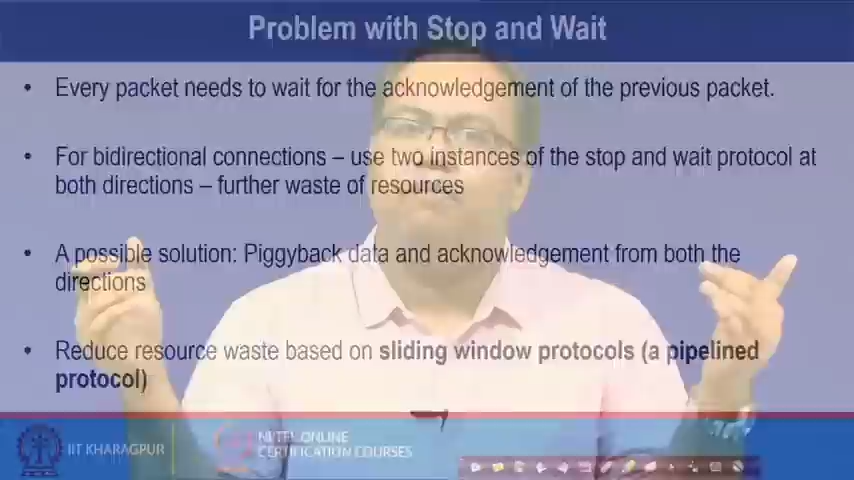 Problem with Stop and Wait
• Every packet needs to wait for the acknowledgement of the previous packet.
• For bidirectional connections – use two instances of the stop and wait protocol at
both directions – further waste of resources
• A possible solution: Piggyback data and acknowledgement from both the
directions
• Reduce resource waste based on sliding window protocols (a pipelined
protocol)
IIT KHARAGPUR
NPTEL ONLINE
CERTIFICATION COURSES